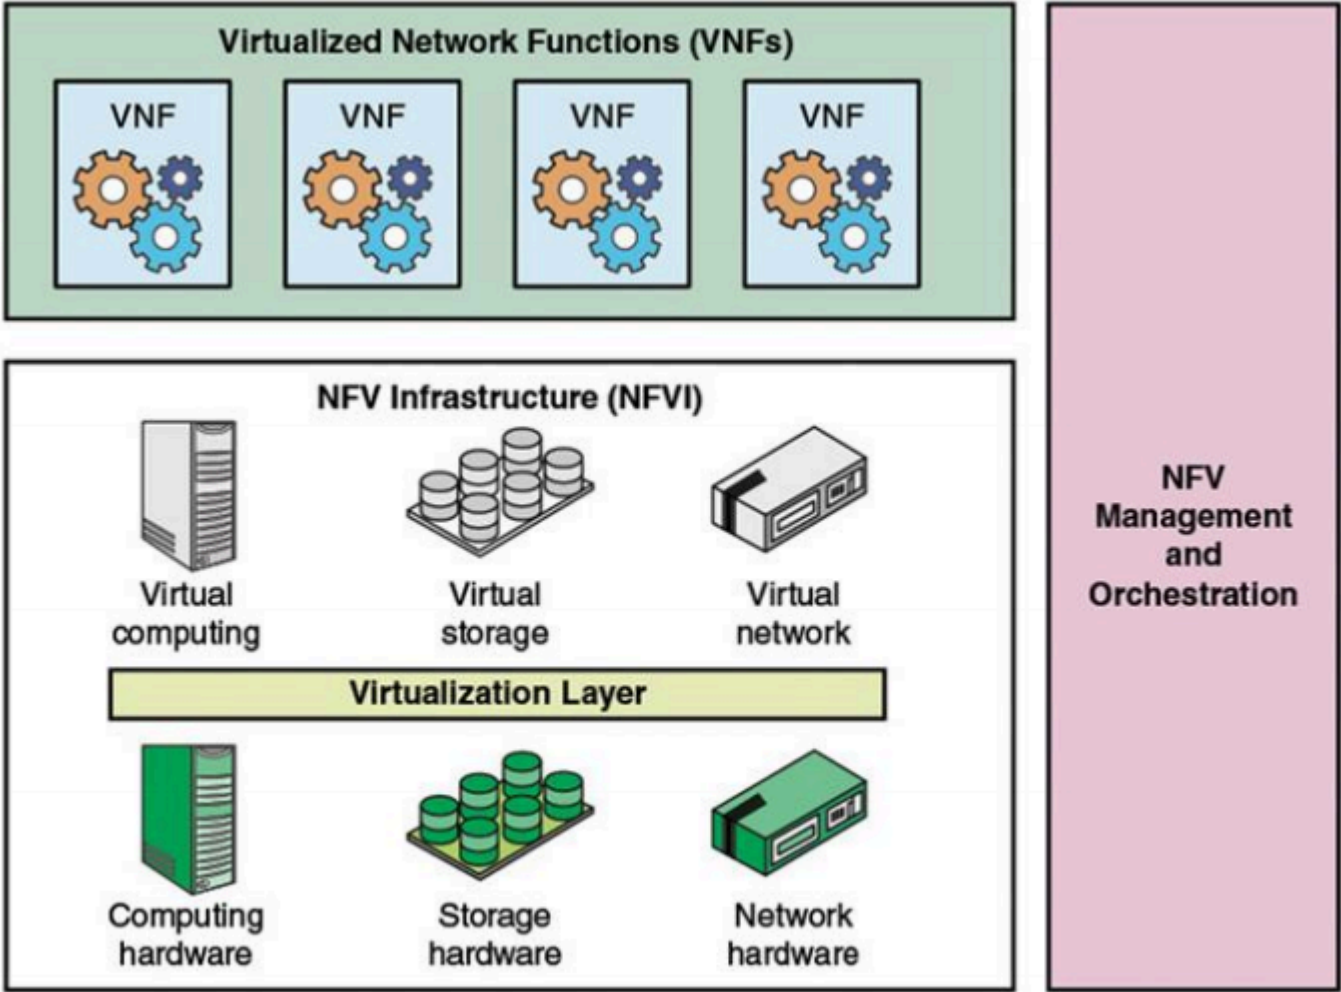 Virtualized Network Functions (VNFs)
VNF
VNF
VNF
VNF
NFV Infrastructure (NFVI)
Virtual
computing
Virtual
storage
Virtual
network
Virtualization Layer
Computing
hardware
Storage
hardware
Network
hardware
NFV
Management
and
Orchestration